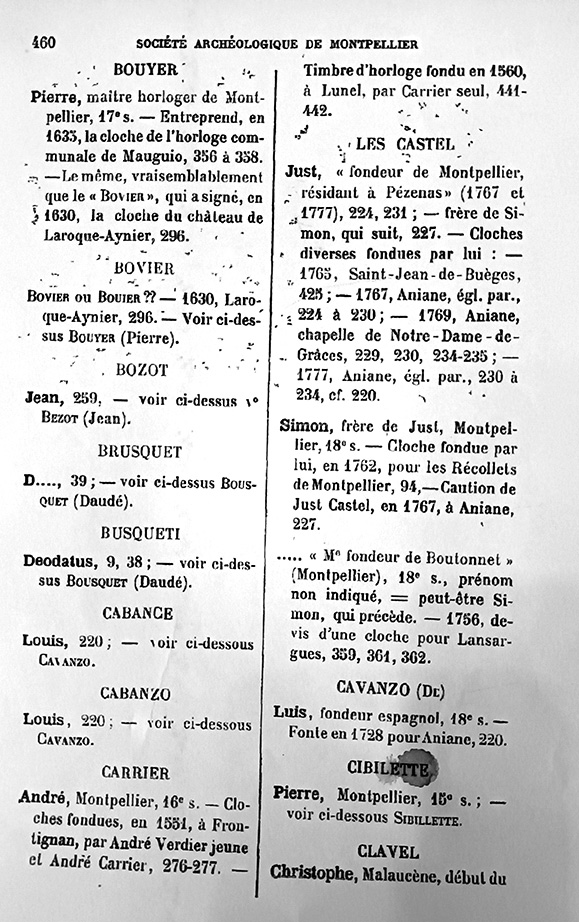 460 SOCIÉTÉ ARCHÉOLOGIQUE DE MONTPELLIER
BOUYER
Pierre, maitre horloger de Mont-
pellier, 17e s. — Entreprend, en
1633, la cloche de l'horloge com-
munale de Mauguio, 356 à 358.
— Le même, vraisemblablement
que le « BOVIER », qui a signé, en
1630, la cloche du château de
Laroque-Aynier, 296.
BOVIER
BOVIER OU BOUIER ?? — 1630, Laro-
que-Aynier, 296. — Voir ci-des-
sus BOUYER (Pierre).
BOZOT
Jean, 259, — voir ci-dessus v°
BEZOT (Jean).
BRUSQUET
D...., 39 ; — voir ci-dessus BOUS-
QUET (Daudé).
BUSQUETI
Deodatus, 9, 38 ; — voir ci-des-
sus BOUSQUET (Daudé).
CABANCE
Louis, 220 ; — voir ci-dessous
CAVANZO.
CABANZO
Louis, 220 ; — voir ci-dessous
CAVANZO.
CARRIER
André, Montpellier, 16e s. — Clo-
ches fondues, en 1551, à Fron-
tignan, par André Verdier jeune
et André Carrier, 276-277. —
Timbre d'horloge fondu en 1560,
à Lunel, par Carrier seul, 441-
442.
LES CASTEL
Just, « fondeur de Montpellier,
résidant à Pézenas » (1767 et
1777), 224, 231 ; — frère de Si-
mon, qui suit, 227. — Cloches
diverses fondues par lui : —
1765, Saint-Jean-de-Buèges,
425 ; — 1767, Aniane, égl. par.,
224 à 230 ; — 1769, Aniane,
chapelle de Notre-Dame-de-
Grâces, 229, 230, 234-235 ; —
1777, Aniane, égl. par., 230 à
234, cf. 220.
Simon, frère de Just, Montpel-
lier, 18e s. — Cloche fondue par
lui, en 1762, pour les Récollets
de Montpellier, 94, — Caution de
Just Castel, en 1767, à Aniane,
227.
..... « Me fondeur de Boutonnet »
(Montpellier), 18e s., prénom
non indiqué, = peut-être Si-
mon, qui précède. — 1756, de-
vis d'une cloche pour Lansar-
gues, 359, 361, 362.
CAVANZO (DE)
Luis, fondeur espagnol, 18e s. —
Fonte en 1728 pour Aniane, 220.
CIBILETTE
Pierre, Montpellier, 15e s. ; —
voir ci-dessous SIBILLETTE.
CLAVEL
Christophe, Malaucène, début du